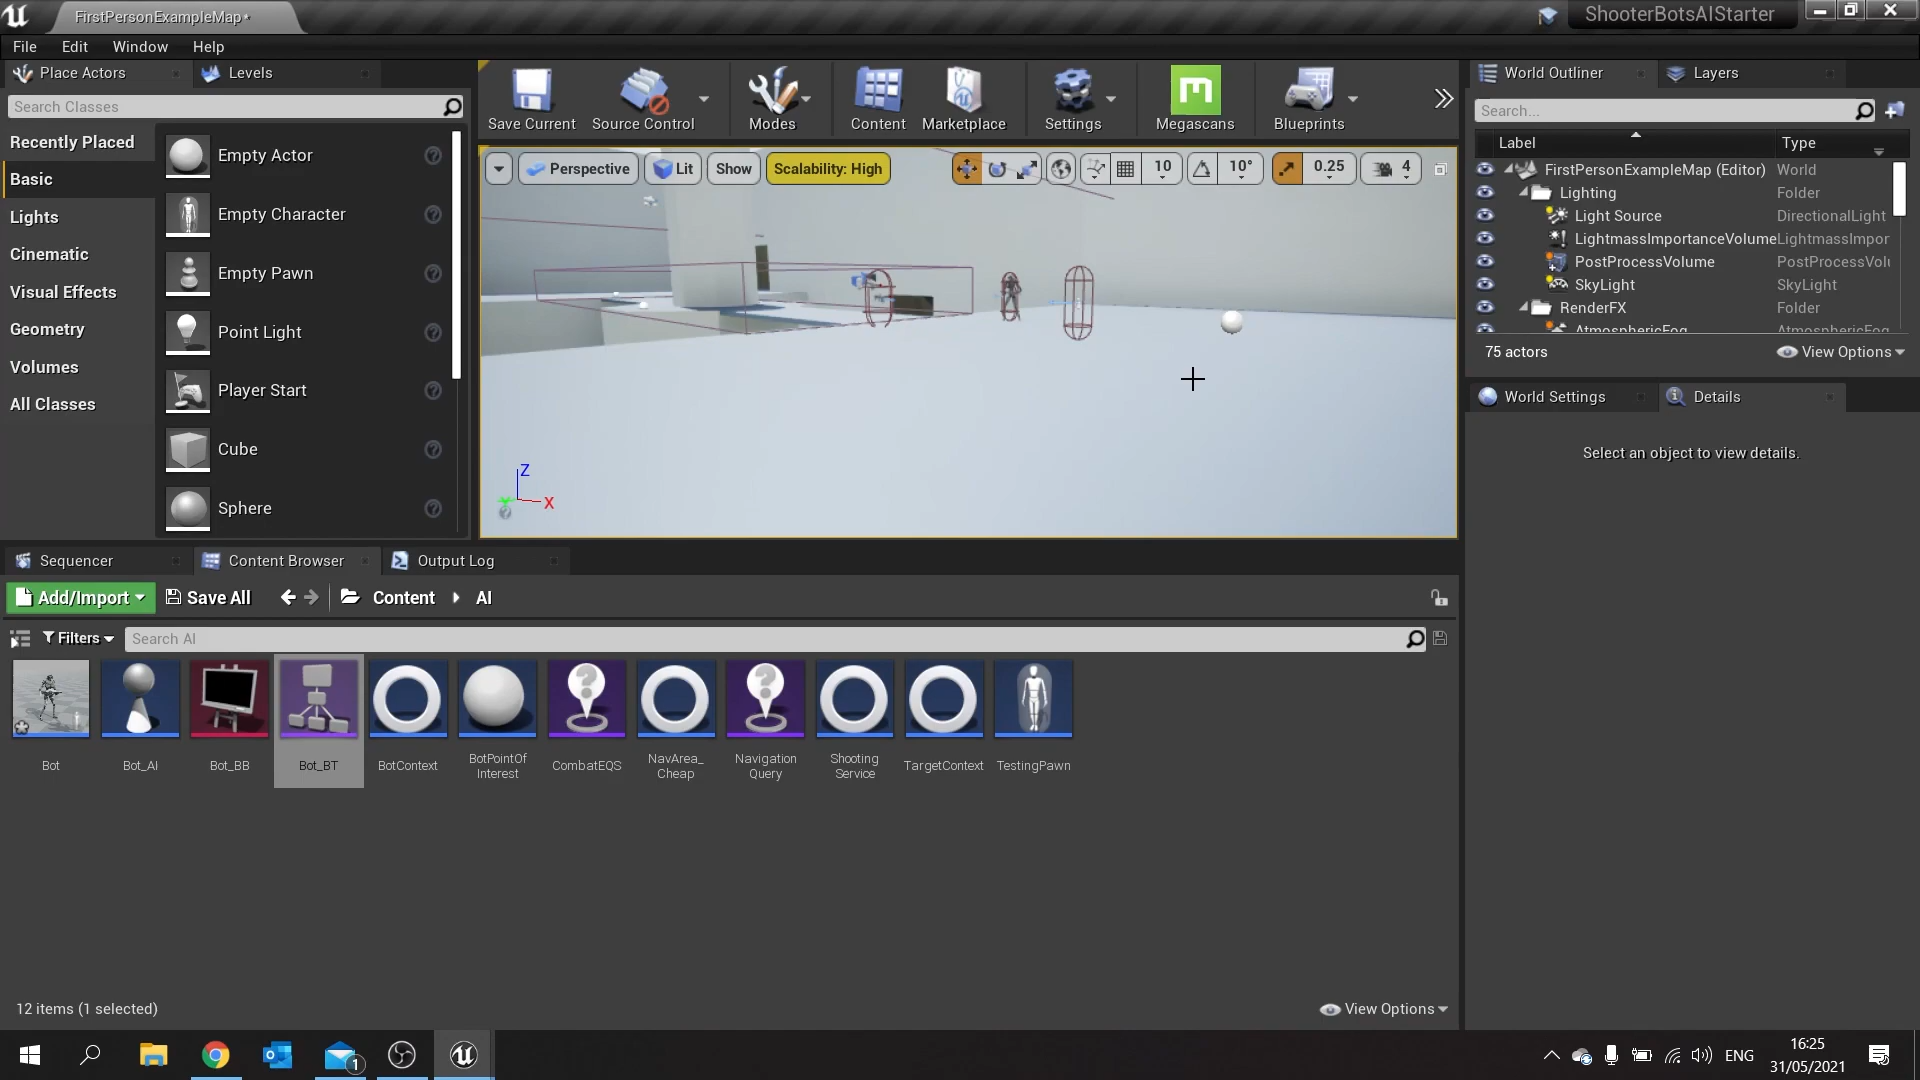 FirstPersonExampleMap*
ShooterBotsAIStarter
File Edit Window Help
Place Actors
Levels
Search Classes
Recently Placed
Basic
Lights
Cinematic
Visual Effects
Geometry
Volumes
All Classes
Empty Actor
Empty Character
Empty Pawn
Point Light
Player Start
Cube
Sphere
Save Current
Source Control
Modes
Content
Marketplace
Settings
Megascans
Blueprints
Perspective
Lit
Show
Scalability: High
10
10°
0.25
4
Z
X
World Outliner
Layers
Search...
Label
Type
FirstPersonExampleMap (Editor) World
Lighting Folder
Light Source DirectionalLight
LightmassImportanceVolume LightmassImpor
PostProcessVolume PostProcessVolu
SkyLight SkyLight
RenderFX Folder
AtmosphericFog AtmosphericFog
75 actors
View Options
World Settings
Details
Select an object to view details.
Sequencer
Content Browser
Output Log
Add/Import
Save All
Content
AI
Filters
Search AI
Bot
Bot_AI
Bot_BB
Bot_BT
BotContext
BotPointOf
Interest
CombatEQS
NavArea_
Cheap
Navigation
Query
Shooting
Service
TargetContext
TestingPawn
12 items (1 selected)
View Options
1
ENG
16:25
31/05/2021